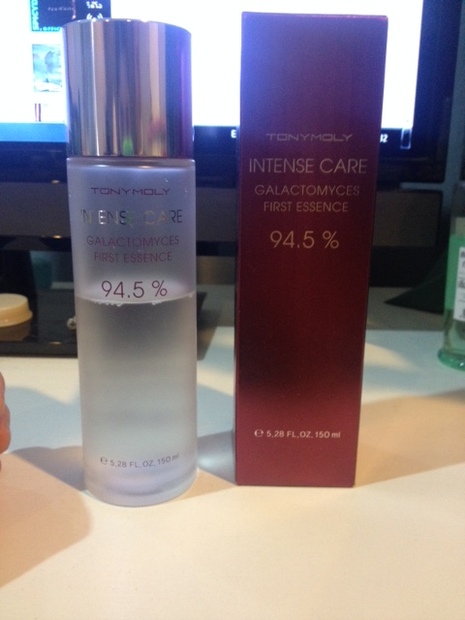 TONYMOLY
INTENSE CARE
GALACTOMYCES
FIRST ESSENCE
94.5 %
℮ 5,28 FL,OZ, 150 ml
TONYMOLY
INTENSE CARE
GALACTOMYCES
FIRST ESSENCE
94.5 %
℮ 5,28 FL,OZ, 150 ml